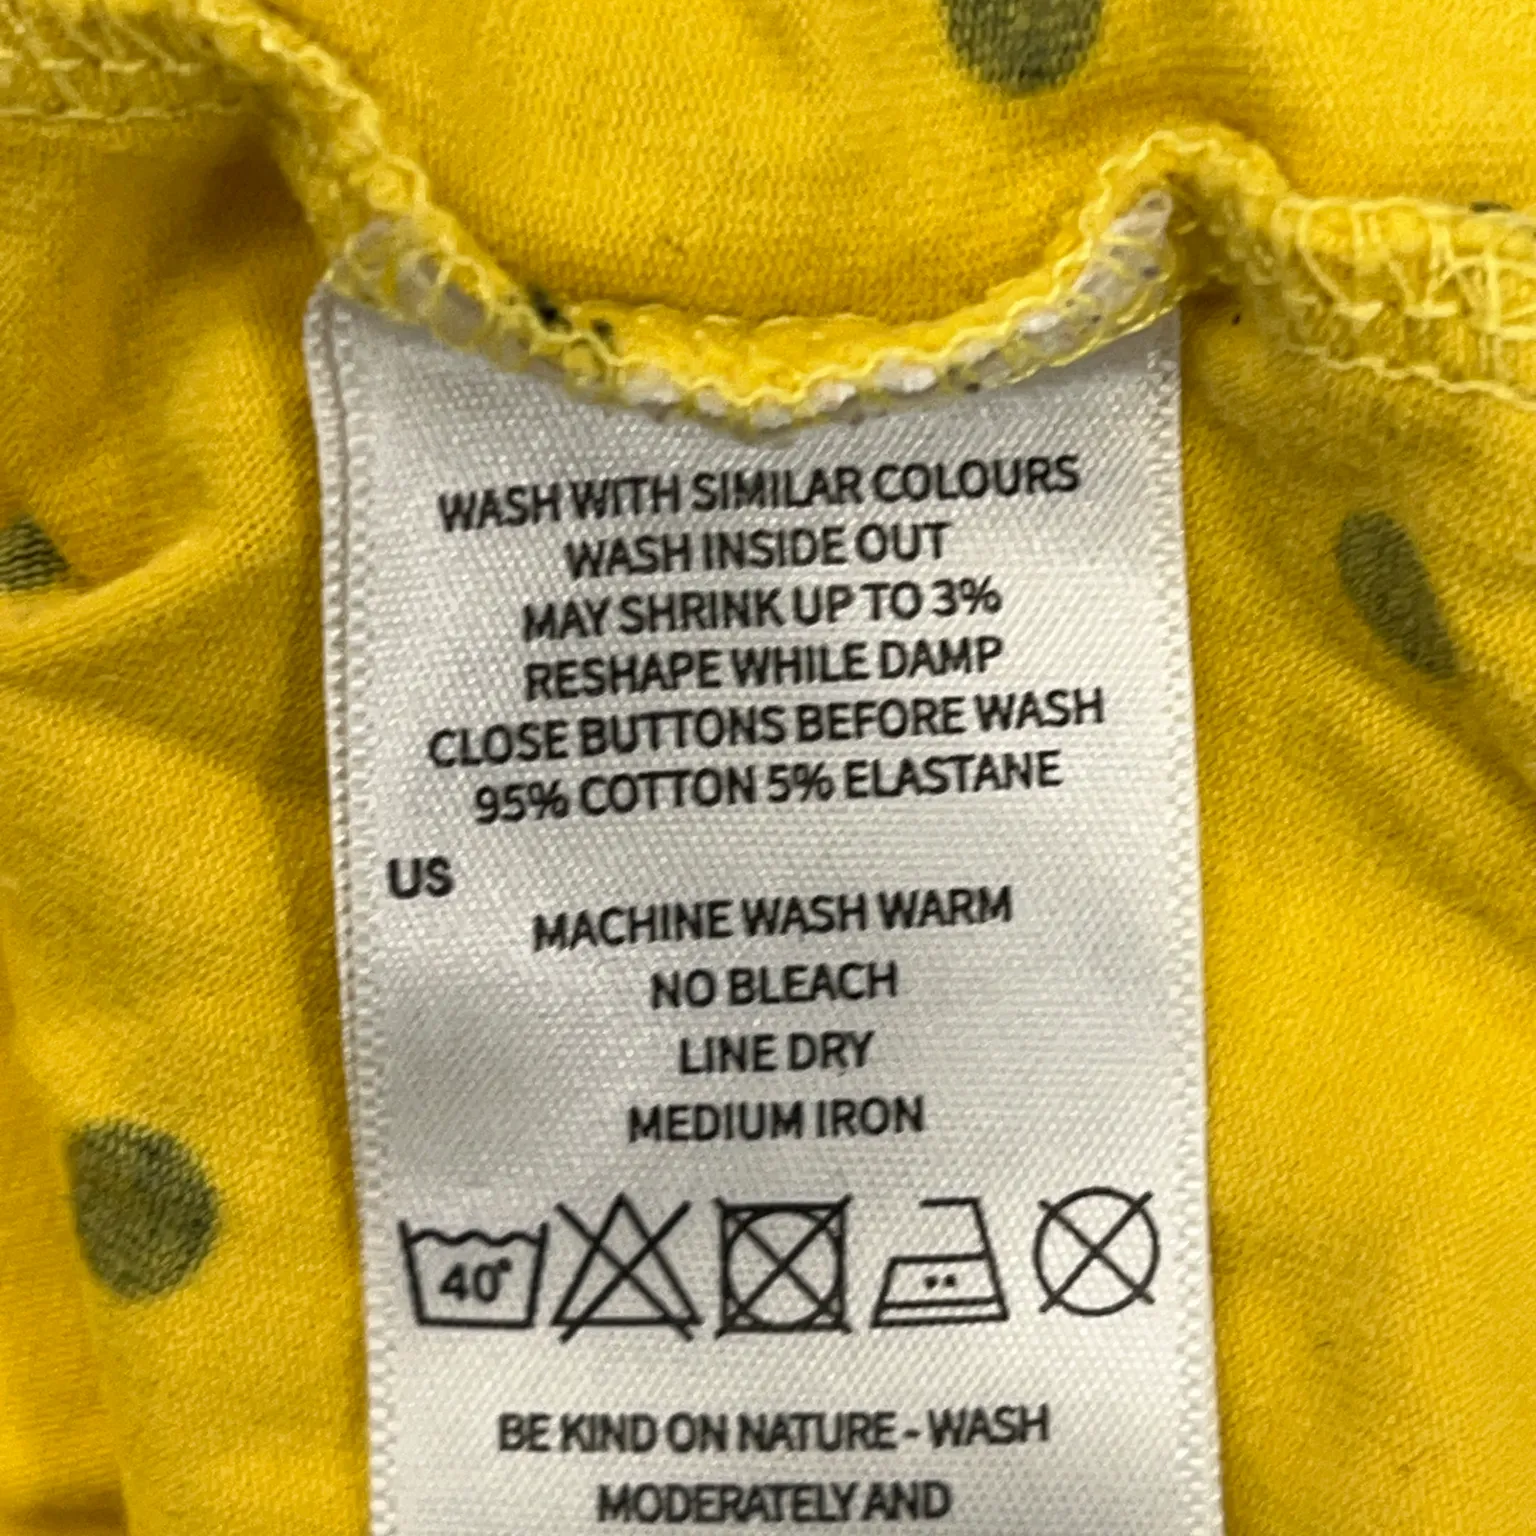 WASH WITH SIMILAR COLOURS
WASH INSIDE OUT
MAY SHRINK UP TO 3%
RESHAPE WHILE DAMP
CLOSE BUTTONS BEFORE WASH
95% COTTON 5% ELASTANE
US
MACHINE WASH WARM
NO BLEACH
LINE DRY
MEDIUM IRON
40°
BE KIND ON NATURE - WASH
MODERATELY AND